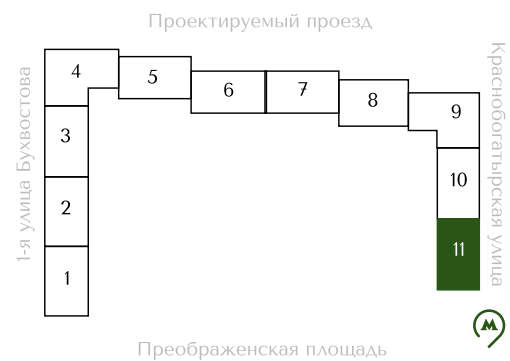 Проектируемый проезд
1-я улица Бухвостова
Краснобогатырская улица
4
5
6
7
8
9
3
10
2
11
1
М
Преображенская площадь